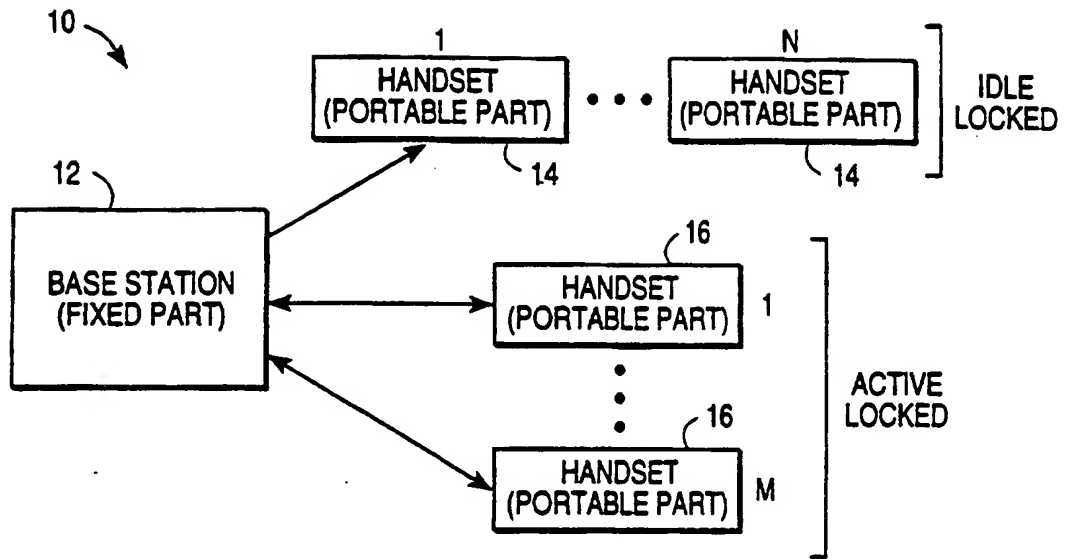 10
1
N
HANDSET
(PORTABLE PART)
HANDSET
(PORTABLE PART)
IDLE
LOCKED
14
14
12
BASE STATION
(FIXED PART)
16
HANDSET
(PORTABLE PART)
1
ACTIVE
LOCKED
16
HANDSET
(PORTABLE PART)
M